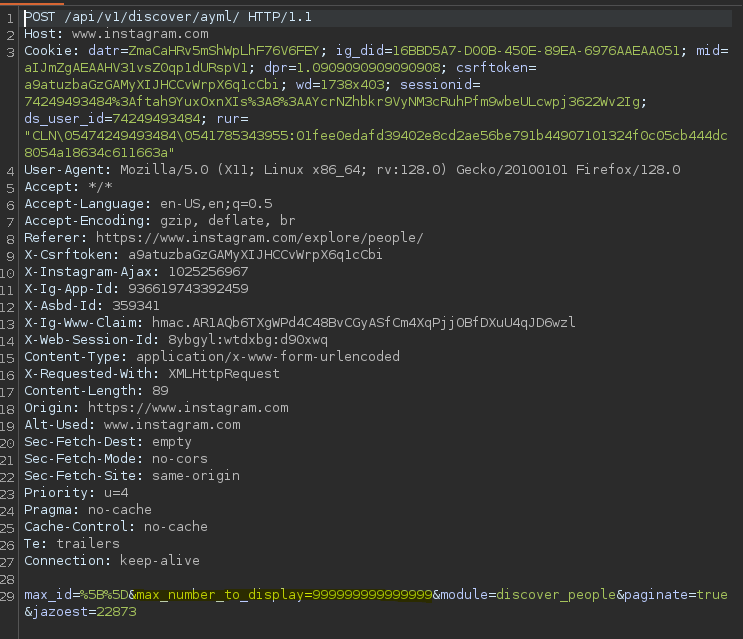 1 POST /api/v1/discover/ayml/ HTTP/1.1
2 Host: www.instagram.com
3 Cookie: datr=ZmaCaHRv5mShWpLhF76V6FEY; ig_did=16BBD5A7-D00B-450E-89EA-6976AAEAA051; mid=
aIJmZgAEAAHV31vsZ0qp1dURspV1; dpr=1.0909090909090908; csrftoken=
a9atuzbaGzGAMyXIJHCCvWrpX6q1cCbi; wd=1738x403; sessionid=
74249493484%3Aftah9YuxOxnXIs%3A8%3AAYcrNZhbkr9VyNM3cRuhPfm9wbeULcwpj3622Wv2Ig;
ds_user_id=74249493484; rur=
"CLN\05474249493484\0541785343955:01fee0edafd39402e8cd2ae56be791b44907101324f0c05cb444dc
8054a18634c611663a"
4 User-Agent: Mozilla/5.0 (X11; Linux x86_64; rv:128.0) Gecko/20100101 Firefox/128.0
5 Accept: */*
6 Accept-Language: en-US,en;q=0.5
7 Accept-Encoding: gzip, deflate, br
8 Referer: https://www.instagram.com/explore/people/
9 X-Csrftoken: a9atuzbaGzGAMyXIJHCCvWrpX6q1cCbi
10 X-Instagram-Ajax: 1025256967
11 X-Ig-App-Id: 936619743392459
12 X-Asbd-Id: 359341
13 X-Ig-Www-Claim: hmac.AR1AQb6TXgWPd4C48BvCGyASfCm4XqPjj0BfDXuU4qJD6wzl
14 X-Web-Session-Id: 8ybgyl:wtdxbg:d90xwq
15 Content-Type: application/x-www-form-urlencoded
16 X-Requested-With: XMLHttpRequest
17 Content-Length: 89
18 Origin: https://www.instagram.com
19 Alt-Used: www.instagram.com
20 Sec-Fetch-Dest: empty
21 Sec-Fetch-Mode: no-cors
22 Sec-Fetch-Site: same-origin
23 Priority: u=4
24 Pragma: no-cache
25 Cache-Control: no-cache
26 Te: trailers
27 Connection: keep-alive
28
29 max_id=%5B%5D&max_number_to_display=999999999999999&module=discover_people&paginate=true
&jazoest=22873